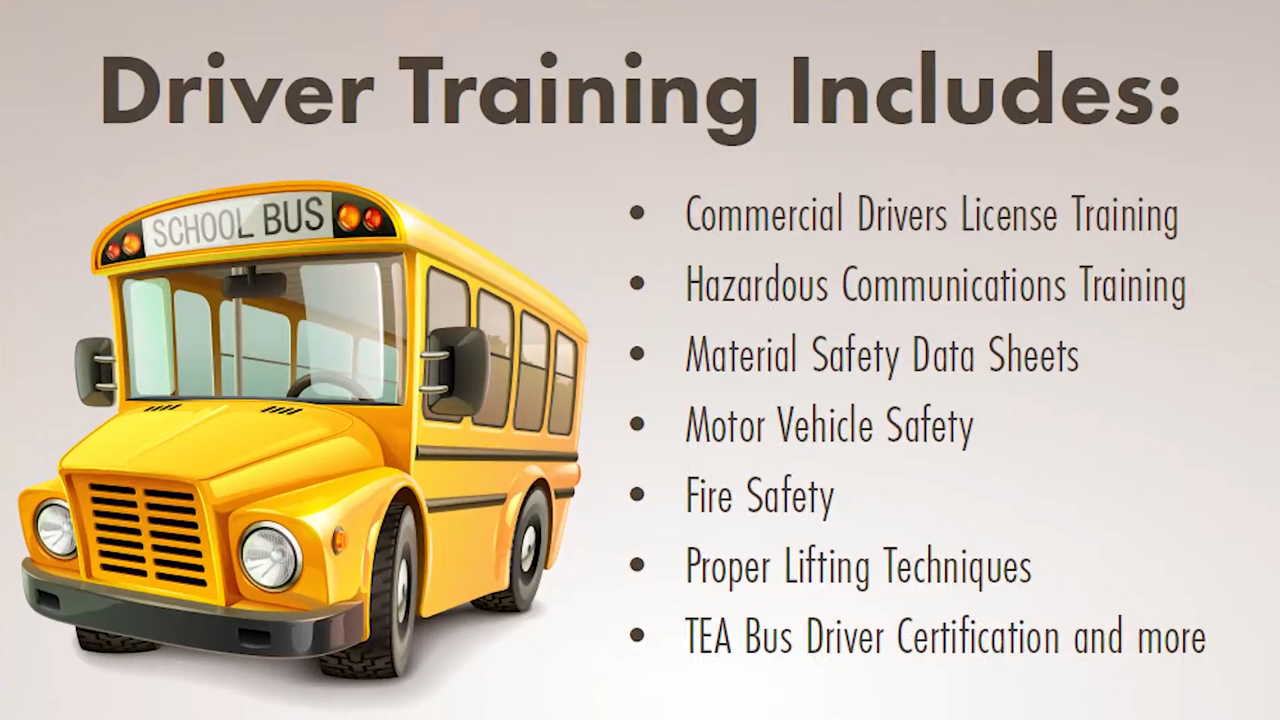 Driver Training Includes:
SCHOOL BUS
• Commercial Drivers License Training
• Hazardous Communications Training
• Material Safety Data Sheets
• Motor Vehicle Safety
• Fire Safety
• Proper Lifting Techniques
• TEA Bus Driver Certification and more